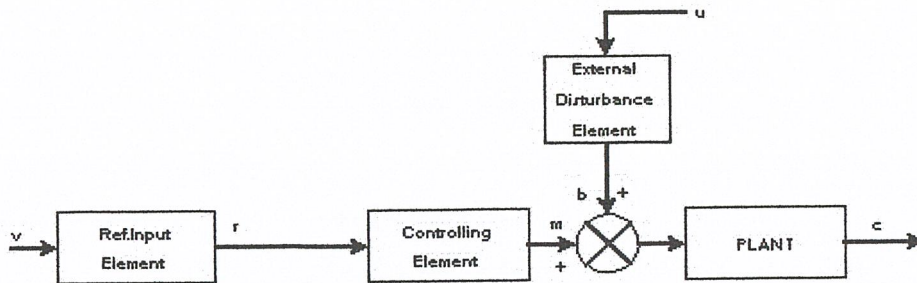 u
External
Disturbance
Element
b +
v
Ref.Input
Element
r
Controlling
Element
m
+
PLANT
c